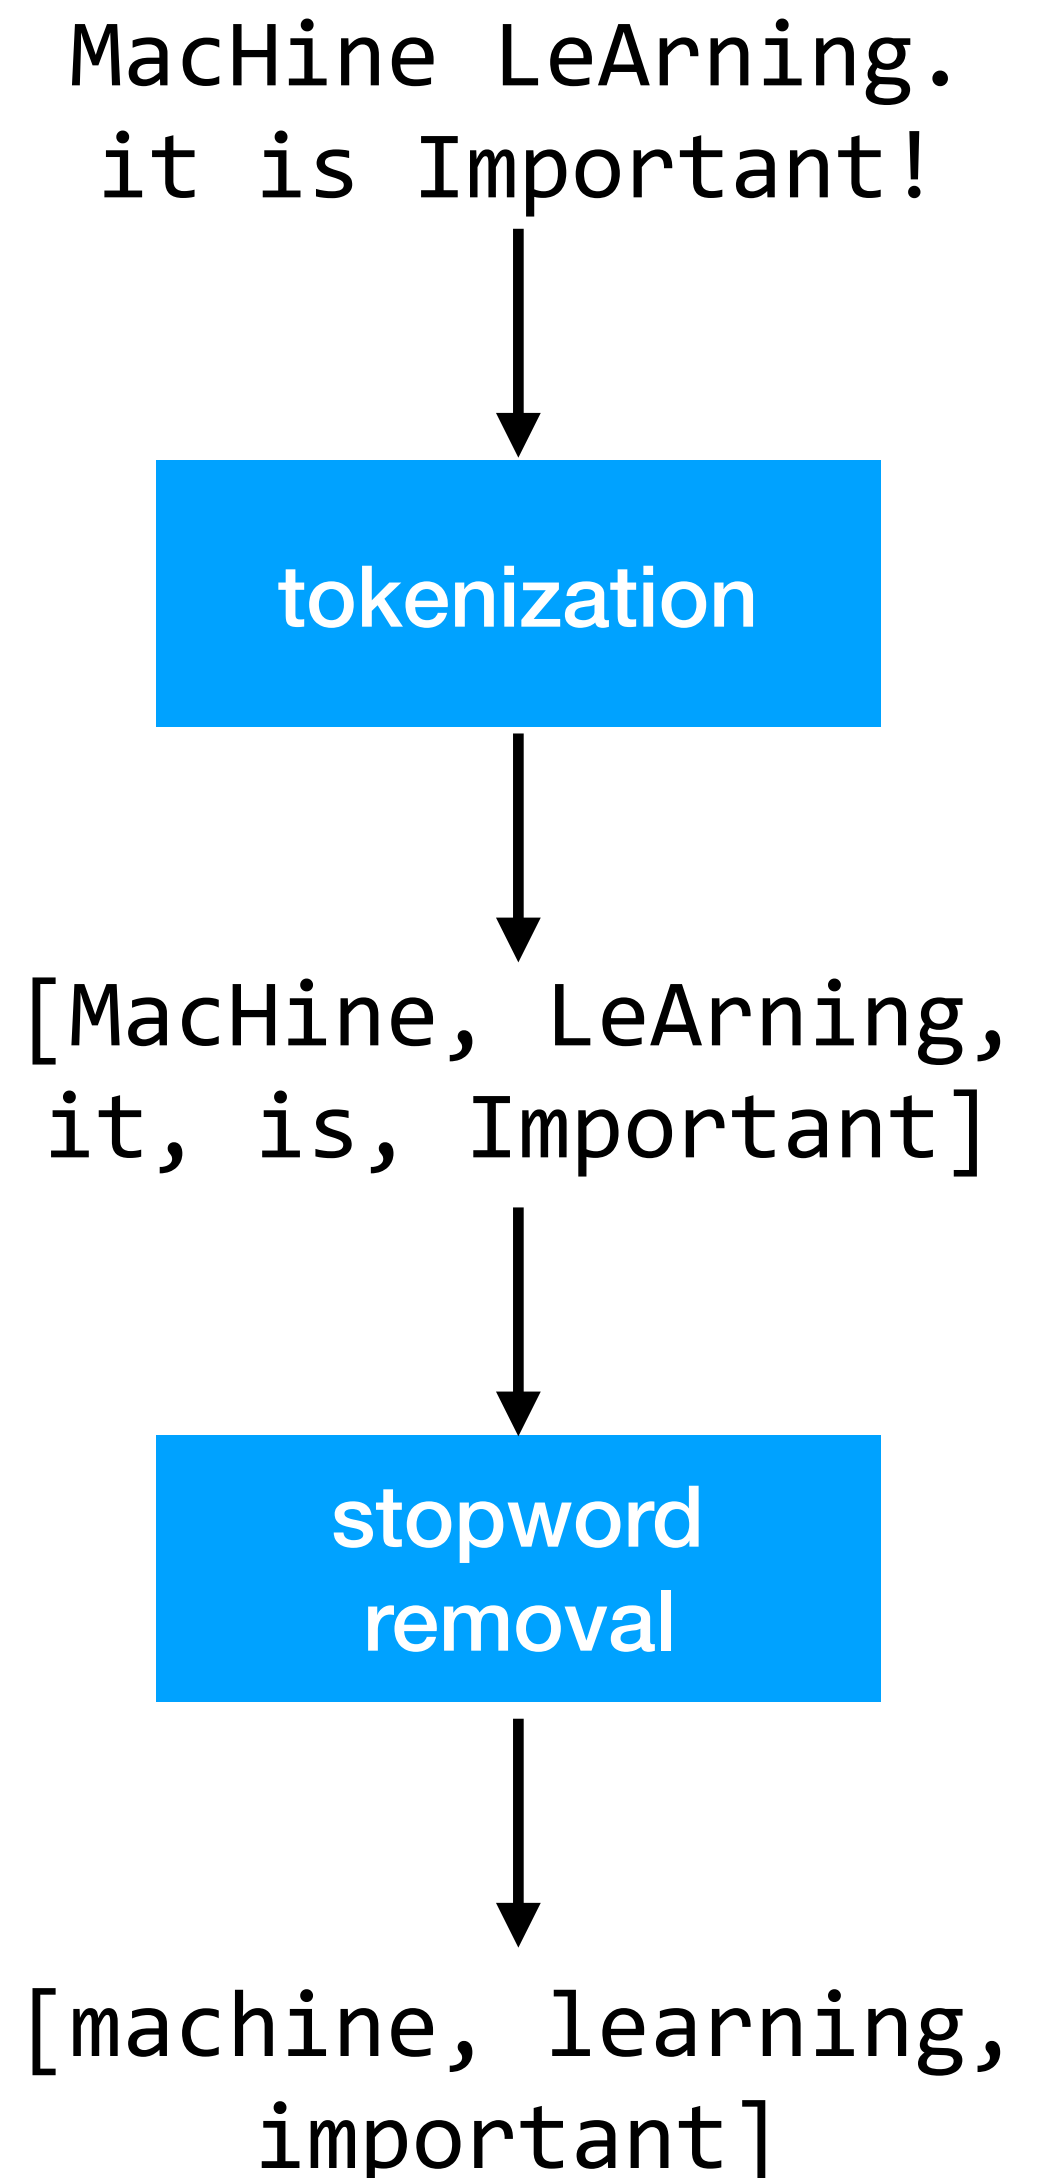 MacHine LeArning.
it is Important!
tokenization
[MacHine, LeArning,
it, is, Important]
stopword
removal
[machine, learning,
important]